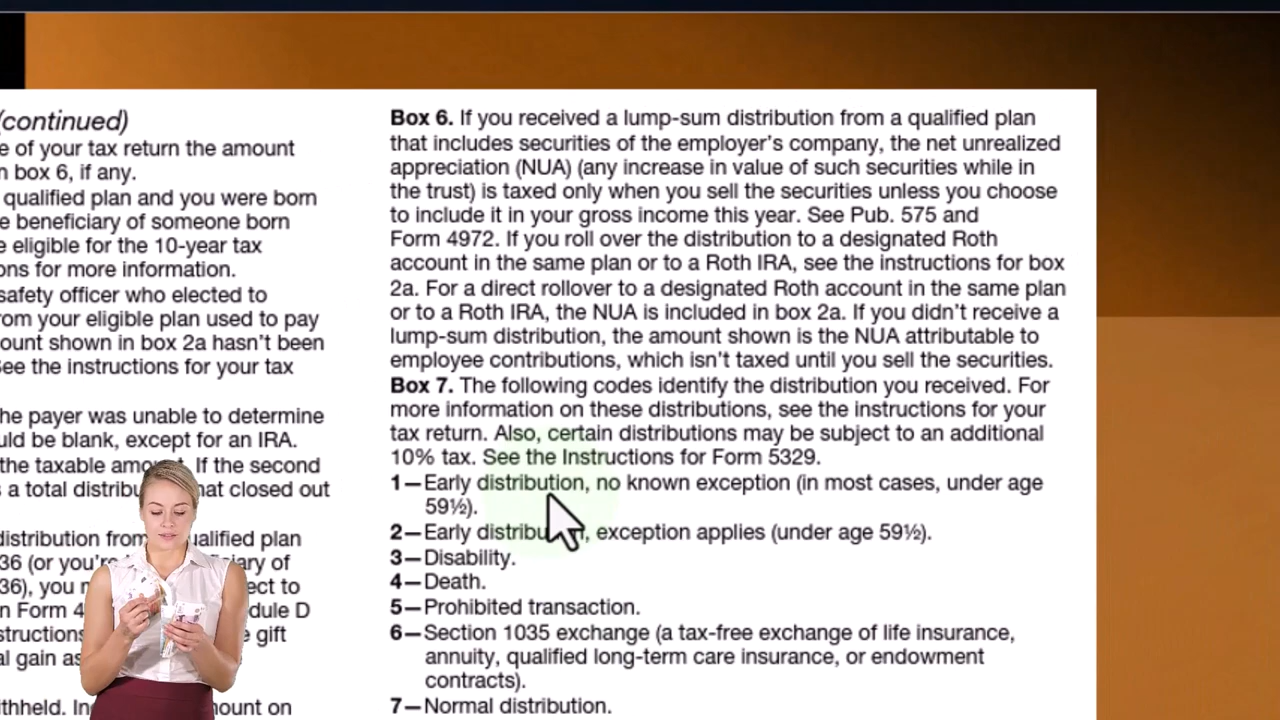 (continued)
e of your tax return the amount
n box 6, if any.
qualified plan and you were born
e beneficiary of someone born
e eligible for the 10-year tax
ons for more information.
safety officer who elected to
rom your eligible plan used to pay
ount shown in box 2a hasn't been
See the instructions for your tax
he payer was unable to determine
uld be blank, except for an IRA.
the taxable If the second
s a total hat closed out
distribution from ualified plan
36 (or you're ary of
36), you ect to
n Form 4 dule D
structions e gift
al gain as
ithheld. mount on
Box 6. If you received a lump-sum distribution from a qualified plan
that includes securities of the employer's company, the net unrealized
appreciation (NUA) (any increase in value of such securities while in
the trust) is taxed only when you sell the securities unless you choose
to include it in your gross income this year. See Pub. 575 and
Form 4972. If you roll over the distribution to a designated Roth
account in the same plan or to a Roth IRA, see the instructions for box
2a. For a direct rollover to a designated Roth account in the same plan
or to a Roth IRA, the NUA is included in box 2a. If you didn't receive a
lump-sum distribution, the amount shown is the NUA attributable to
employee contributions, which isn't taxed until you sell the securities.
Box 7. The following codes identify the distribution you received. For
more information on these distributions, see the instructions for your
tax return. Also, certain distributions may be subject to an additional
10% tax. See the Instructions for Form 5329.
1—Early distribution, no known exception (in most cases, under age
59½).
2—Early distribu , exception applies (under age 59½).
3—Disability.
4—Death.
5—Prohibited transaction.
6—Section 1035 exchange (a tax-free exchange of life insurance,
annuity, qualified long-term care insurance, or endowment
contracts).
7—Normal distribution.